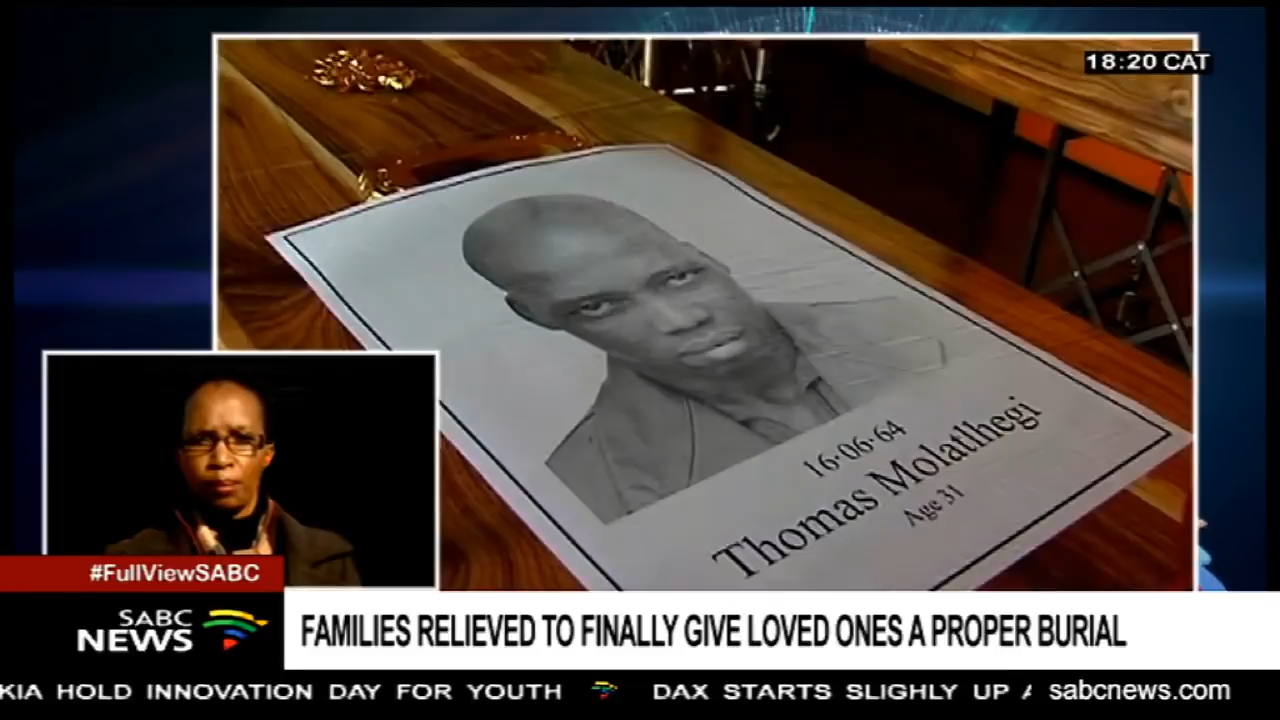 18:20 CAT
16·06·64
Thomas Molatlhegi
Age 31
#FullViewSABC
SABC
NEWS
FAMILIES RELIEVED TO FINALLY GIVE LOVED ONES A PROPER BURIAL
KIA HOLD INNOVATION DAY FOR YOUTH DAX STARTS SLIGHLY UP
sabcnews.com